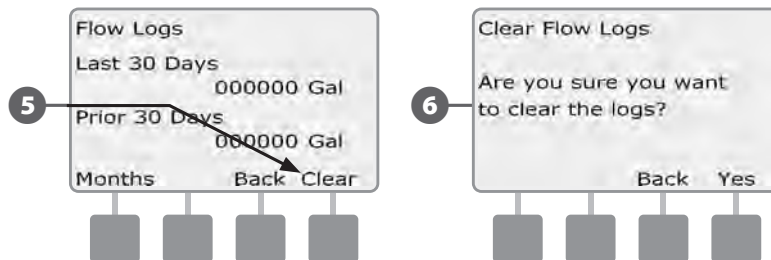 Flow Logs
Last 30 Days
000000 Gal
Prior 30 Days
000000 Gal
Months Back Clear
5
Clear Flow Logs
Are you sure you want
to clear the logs?
Back Yes
6